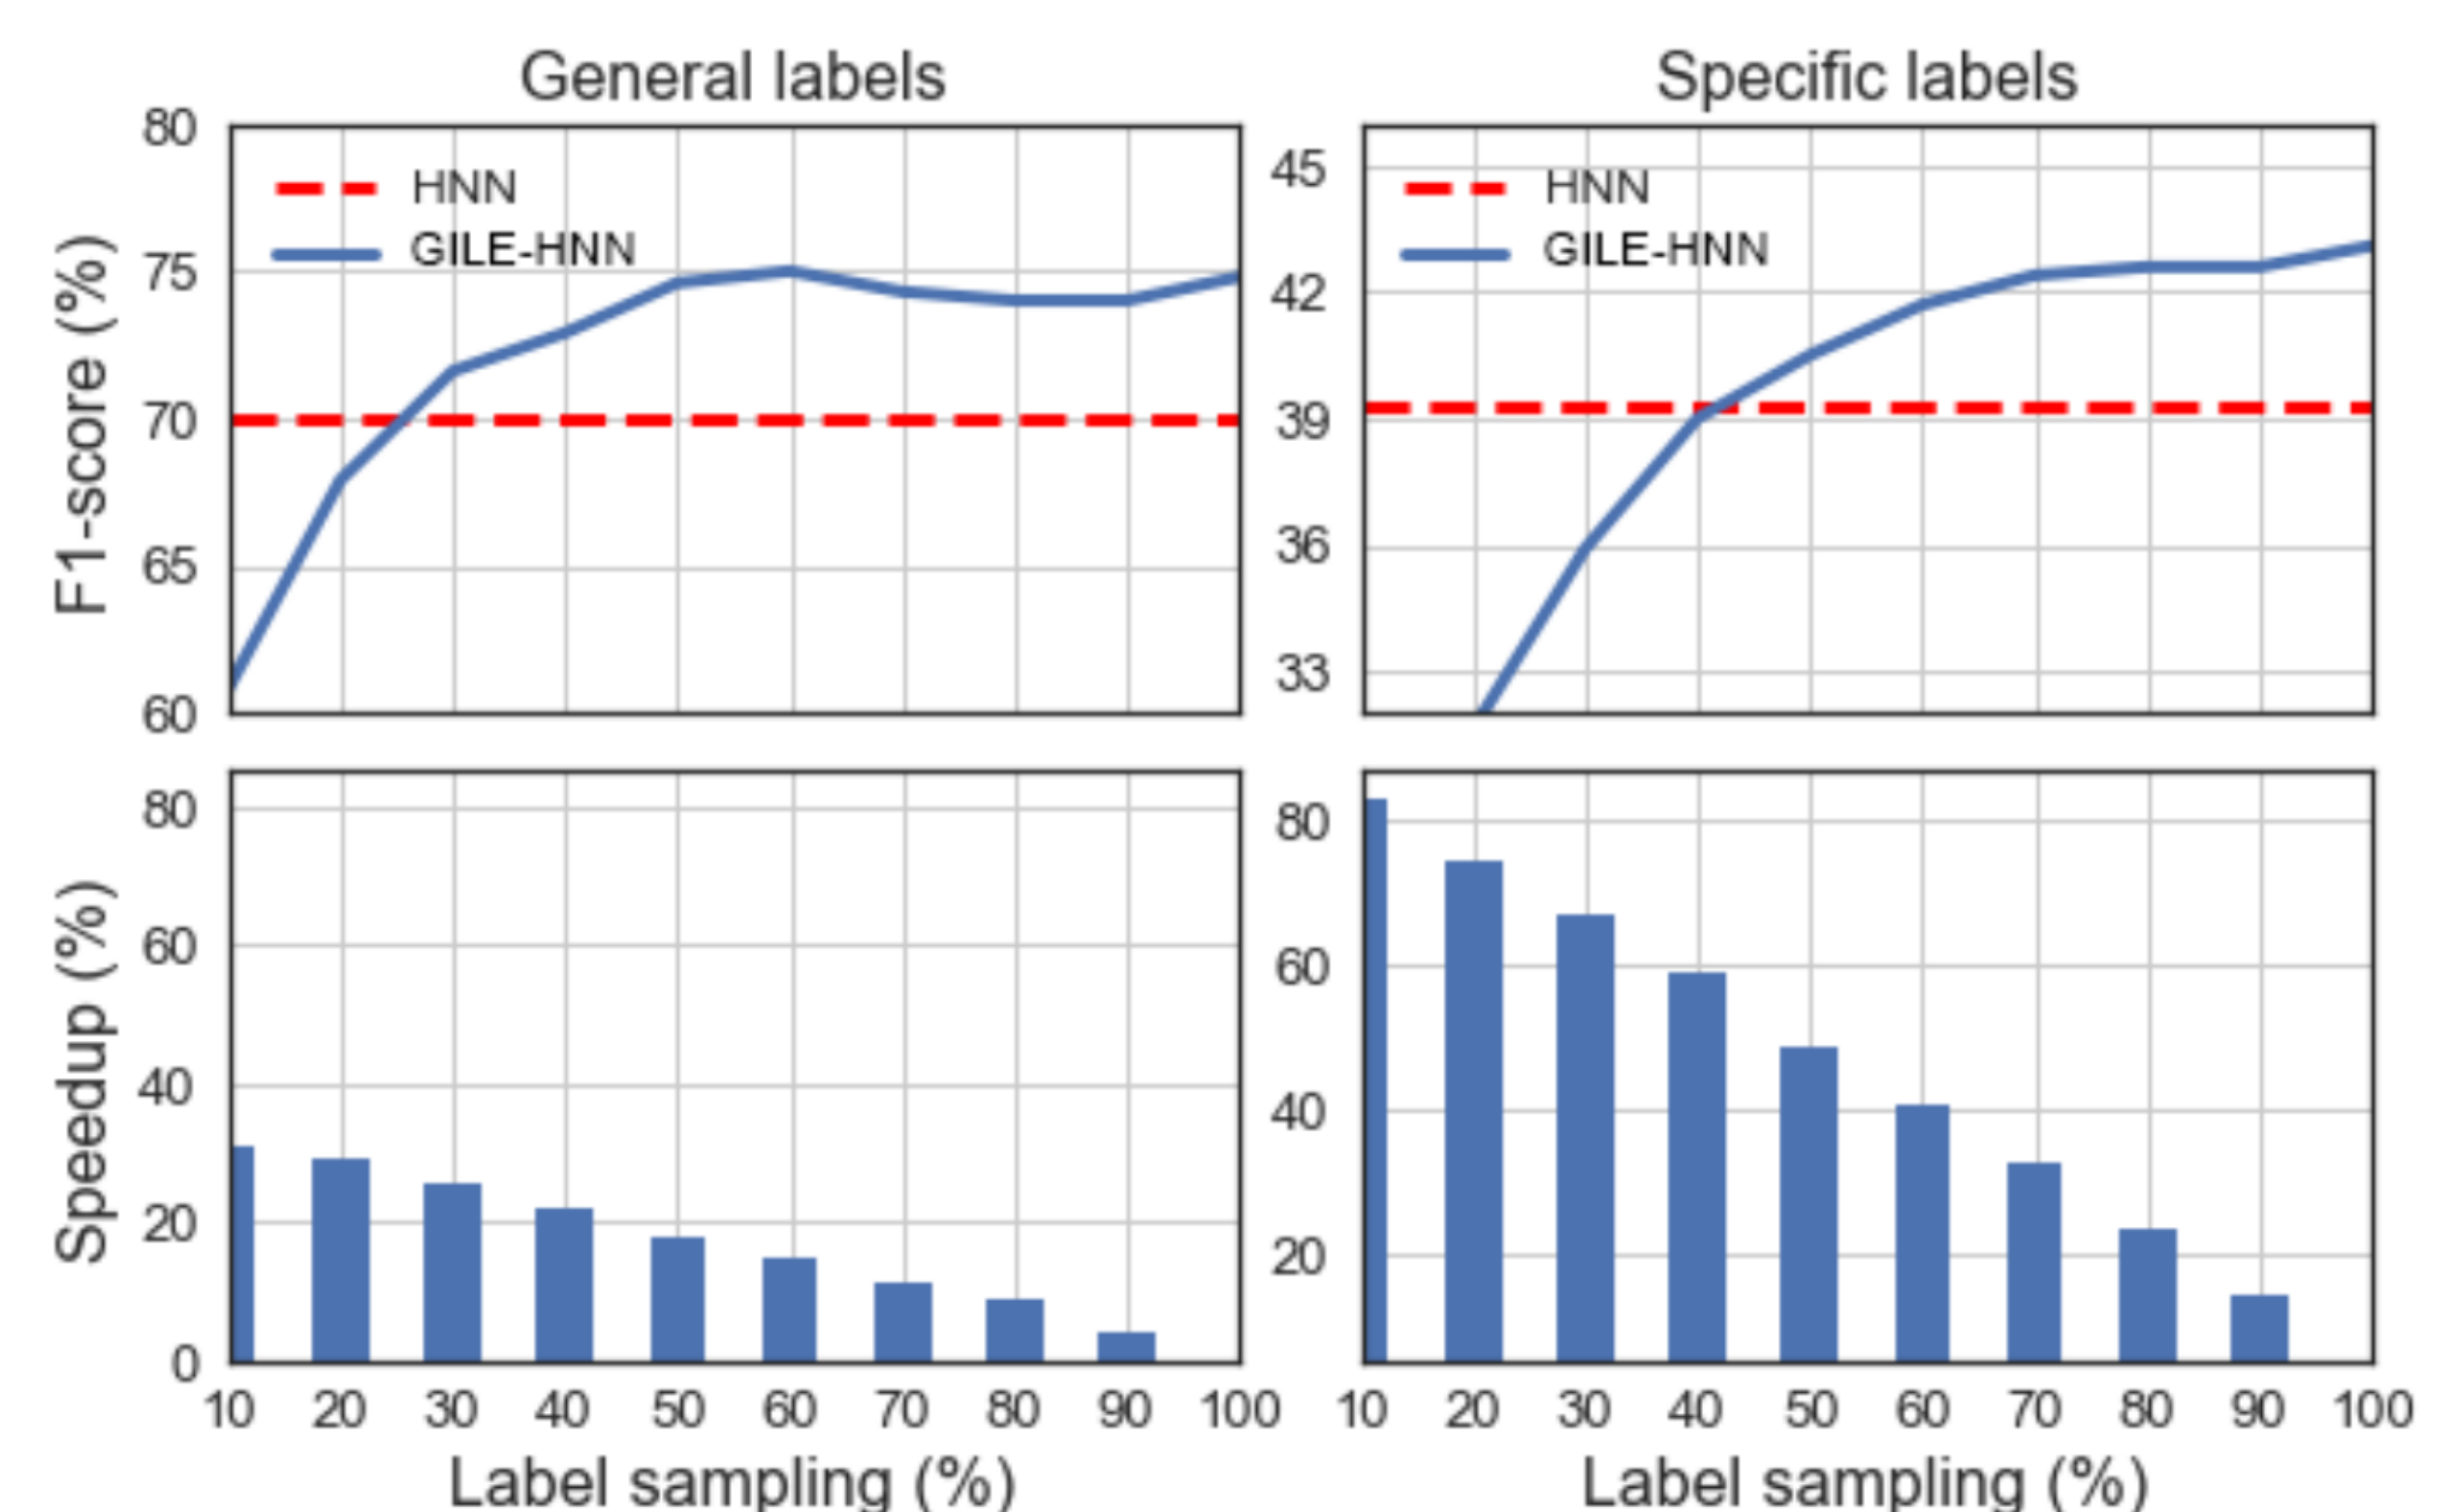 General labels
Specific labels
80
75
70
65
60
F1-score (%)
HNN
GILE-HNN
45
42
39
36
33
HNN
GILE-HNN
80
60
40
20
0
Speedup (%)
10 20 30 40 50 60 70 80 90 100
Label sampling (%)
80
60
40
20
10 20 30 40 50 60 70 80 90 100
Label sampling (%)